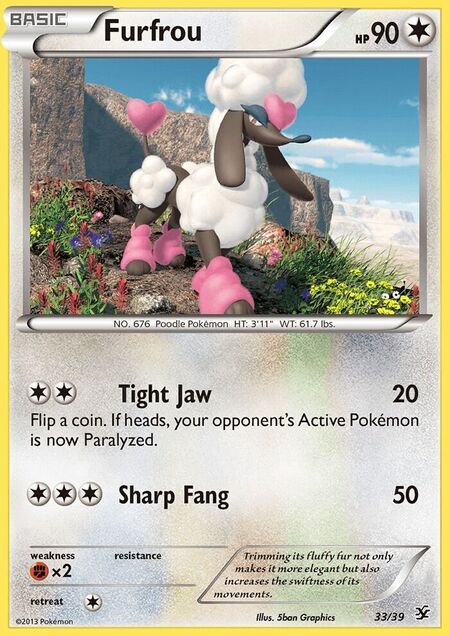 BASIC
Furfrou
HP 90
NO. 676 Poodle Pokémon HT: 3'11" WT: 61.7 lbs.
Tight Jaw 20
Flip a coin. If heads, your opponent's Active Pokémon
is now Paralyzed.
Sharp Fang 50
weakness resistance
×2
Trimming its fluffy fur not only
makes it more elegant but also
increases the swiftness of its
movements.
retreat
©2013 Pokémon
Illus. 5ban Graphics
33/39